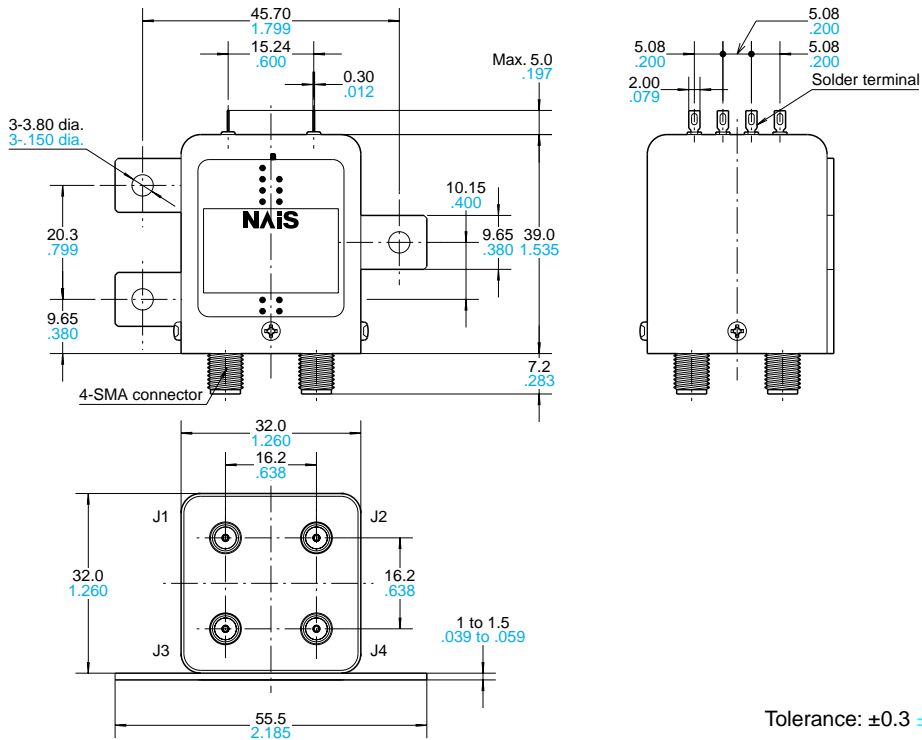 45.70
1.799
15.24
.600
0.30
.012
Max. 5.0
.197
3-3.80 dia.
3-.150 dia.
NAiS
20.3
.799
9.65
.380
10.15
.400
9.65
.380
39.0
1.535
7.2
.283
4-SMA connector
5.08
.200
5.08
.200
5.08
.200
2.00
.079
Solder terminal
32.0
1.260
16.2
.638
J1
J2
J3
J4
32.0
1.260
16.2
.638
1 to 1.5
.039 to .059
55.5
2.185
Tolerance: ±0.3 ±